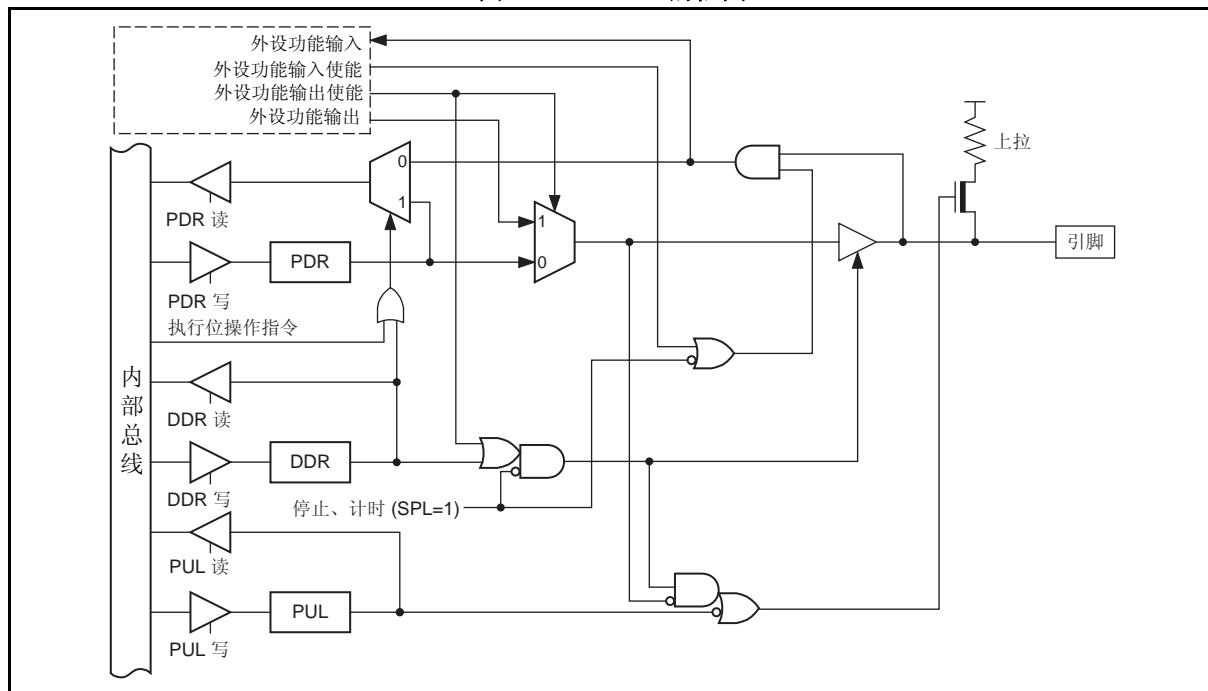 外设功能输入
外设功能输入使能
外设功能输出使能
外设功能输出
上拉
0
1
PDR 读
1
引脚
PDR
0
PDR 写
执行位操作指令
内部总线
DDR 读
DDR
DDR 写
停止、计时 (SPL=1)
PUL 读
PUL
PUL 写